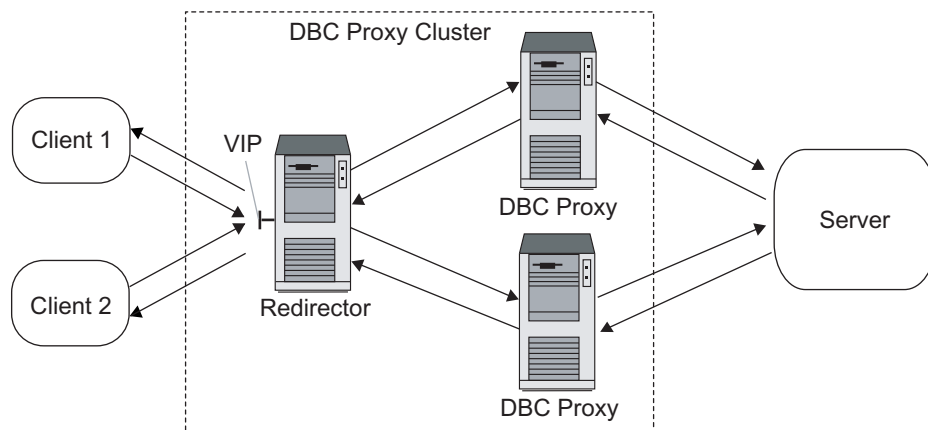 DBC Proxy Cluster
Client 1
VIP
DBC Proxy
Server
Client 2
Redirector
DBC Proxy